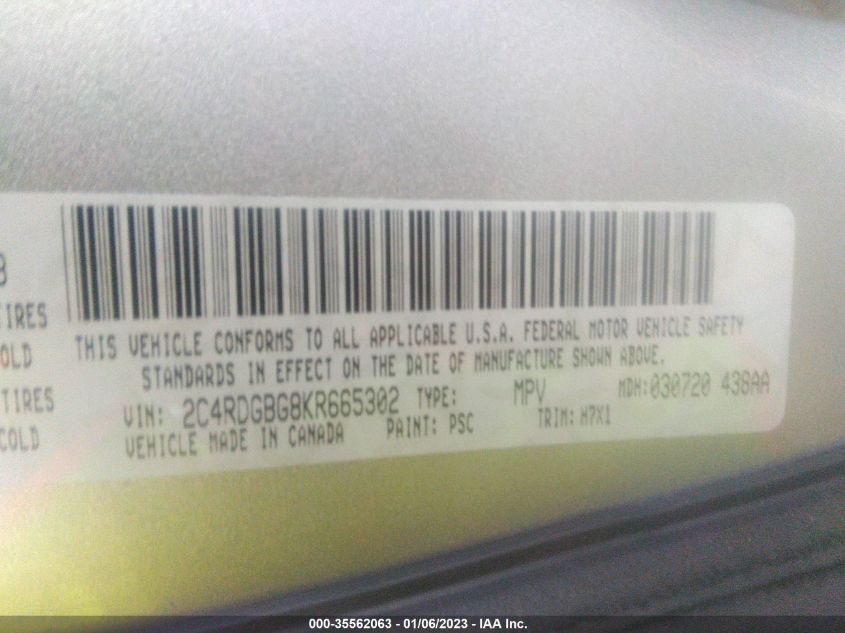 3
TIRES
COLD
TIRES
COLD
THIS VEHICLE CONFORMS TO ALL APPLICABLE U.S.A. FEDERAL MOTOR VEHICLE SAFETY
STANDARDS IN EFFECT ON THE DATE OF MANUFACTURE SHOWN ABOVE.
VIN: 2C4RDGBG8KR665302 TYPE: MPV MDH:030720 438AA
VEHICLE MADE IN CANADA PAINT: PSC TRIM: H7X1
000-35562063 - 01/06/2023 - IAA Inc.